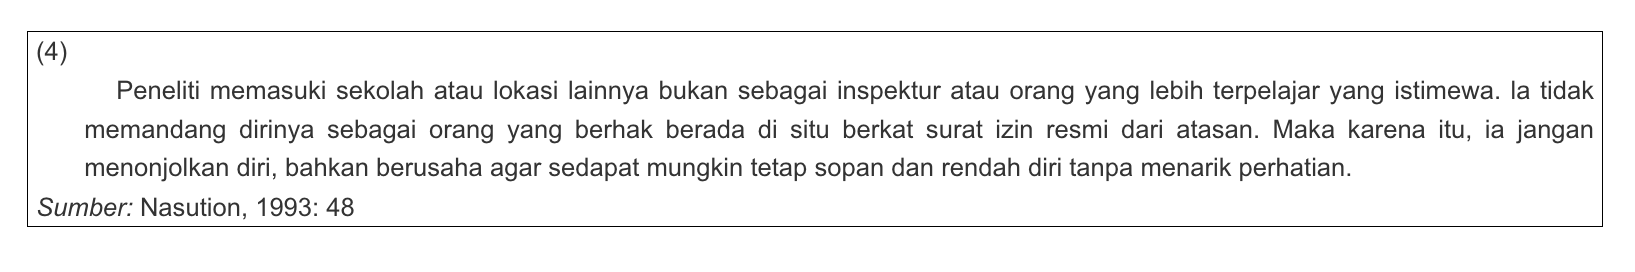 (4)
Peneliti memasuki sekolah atau lokasi lainnya bukan sebagai inspektur atau orang yang lebih terpelajar yang istimewa. Ia tidak
memandang dirinya sebagai orang yang berhak berada di situ berkat surat izin resmi dari atasan. Maka karena itu, ia jangan
menonjolkan diri, bahkan berusaha agar sedapat mungkin tetap sopan dan rendah diri tanpa menarik perhatian.
Sumber: Nasution, 1993: 48